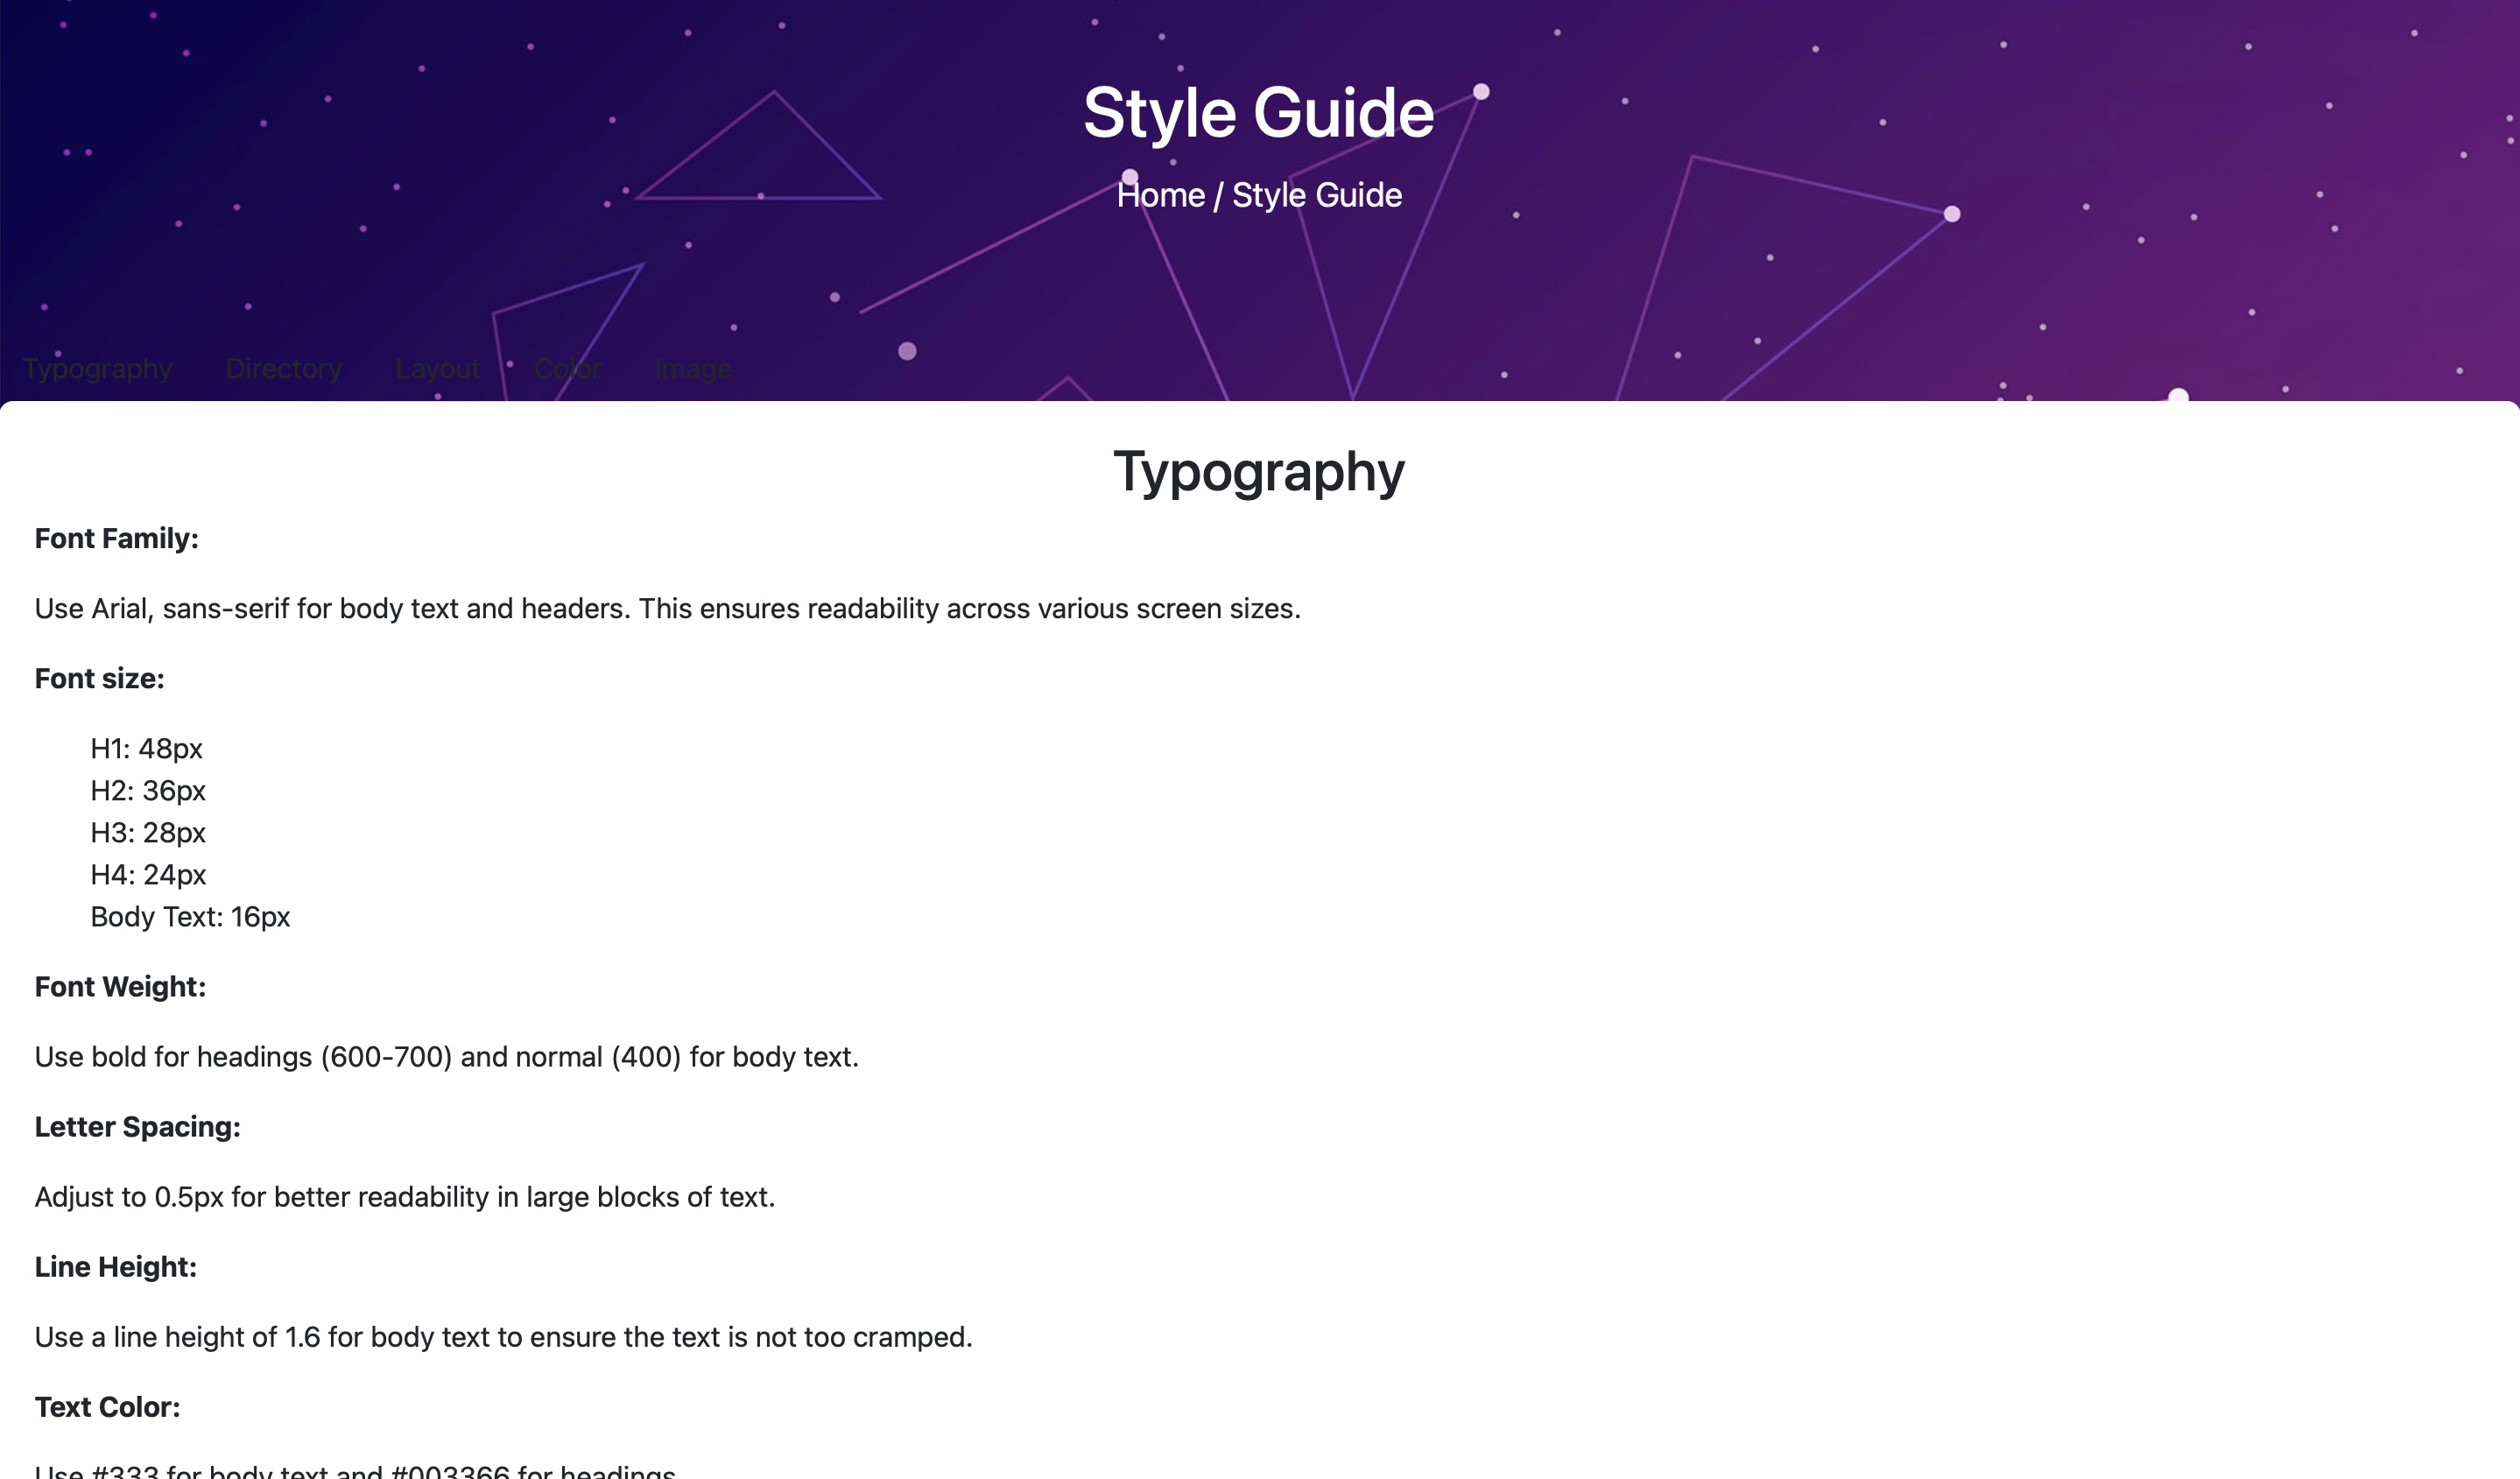 Style Guide
Home / Style Guide
Typography Directory Layout Color Image
Typography
Font Family:
Use Arial, sans-serif for body text and headers. This ensures readability across various screen sizes.
Font size:
H1: 48px
H2: 36px
H3: 28px
H4: 24px
Body Text: 16px
Font Weight:
Use bold for headings (600-700) and normal (400) for body text.
Letter Spacing:
Adjust to 0.5px for better readability in large blocks of text.
Line Height:
Use a line height of 1.6 for body text to ensure the text is not too cramped.
Text Color:
Use #333 for body text and #003366 for headings